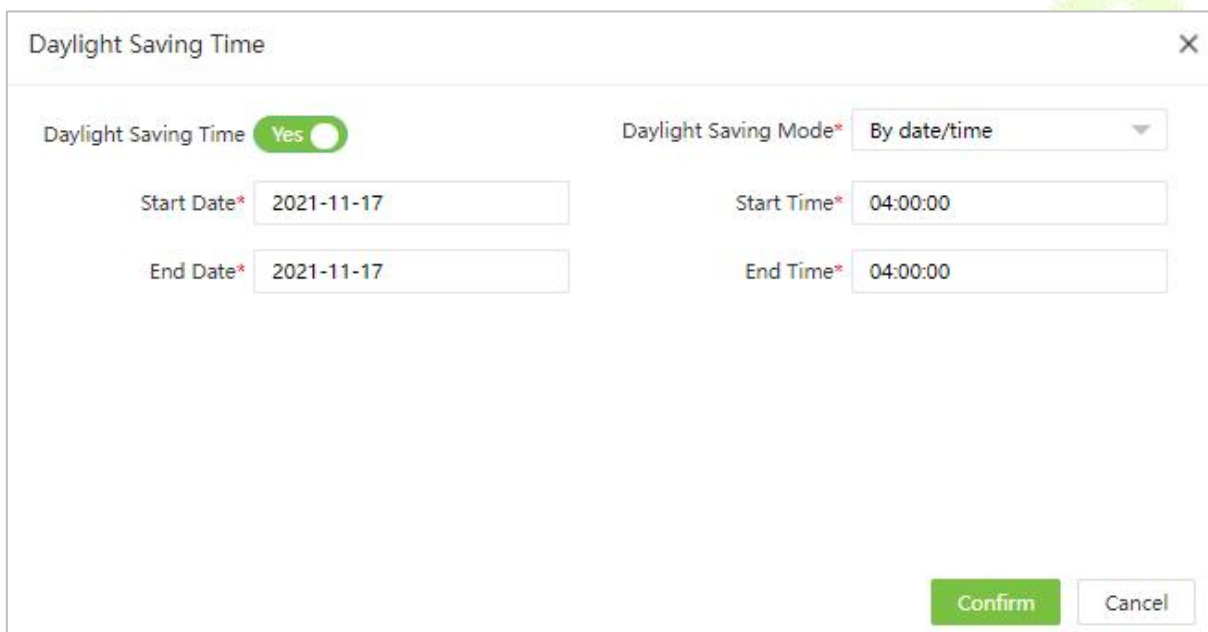 Daylight Saving Time
Daylight Saving Time Yes Daylight Saving Mode* By date/time
Start Date* 2021-11-17 Start Time* 04:00:00
End Date* 2021-11-17 End Time* 04:00:00
Confirm Cancel